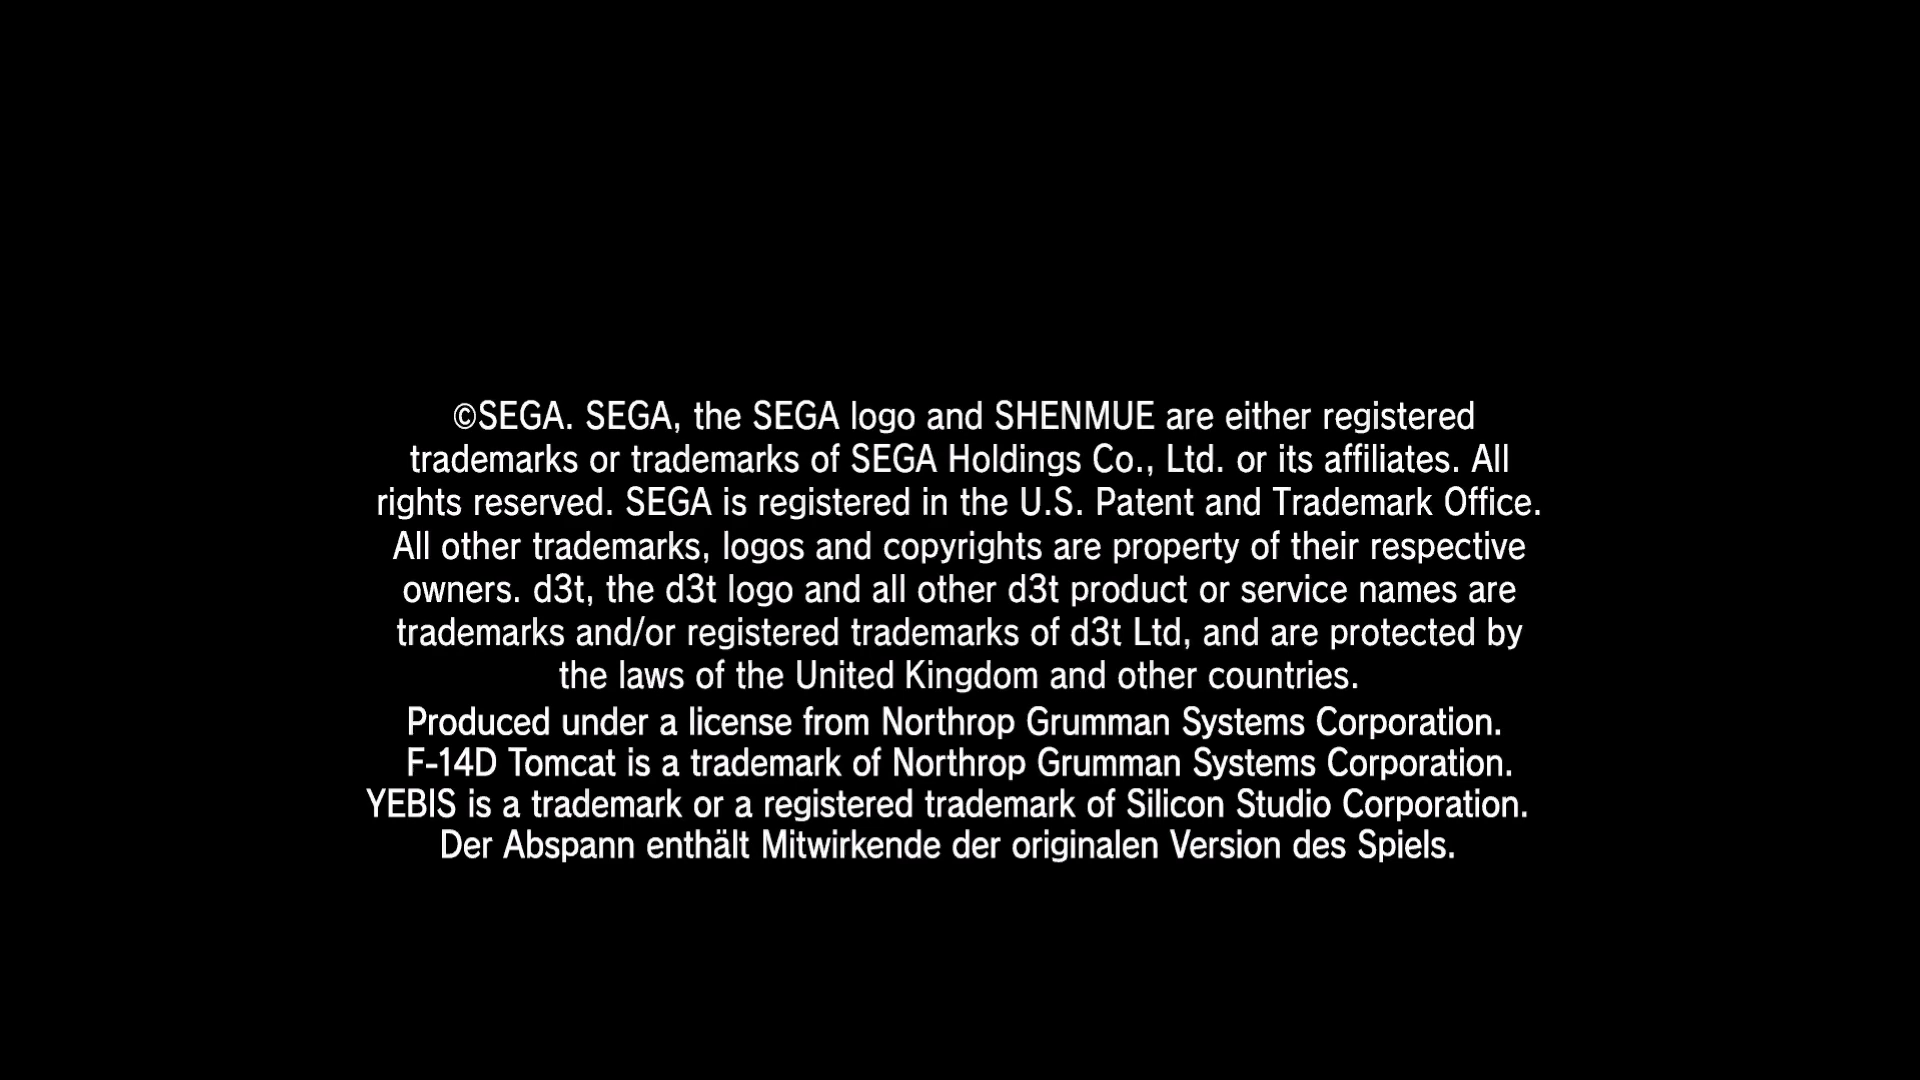 ©SEGA. SEGA, the SEGA logo and SHENMUE are either registered
trademarks or trademarks of SEGA Holdings Co., Ltd. or its affiliates. All
rights reserved. SEGA is registered in the U.S. Patent and Trademark Office.
All other trademarks, logos and copyrights are property of their respective
owners. d3t, the d3t logo and all other d3t product or service names are
trademarks and/or registered trademarks of d3t Ltd, and are protected by
the laws of the United Kingdom and other countries.
Produced under a license from Northrop Grumman Systems Corporation.
F-14D Tomcat is a trademark of Northrop Grumman Systems Corporation.
YEBIS is a trademark or a registered trademark of Silicon Studio Corporation.
Der Abspann enthält Mitwirkende der originalen Version des Spiels.